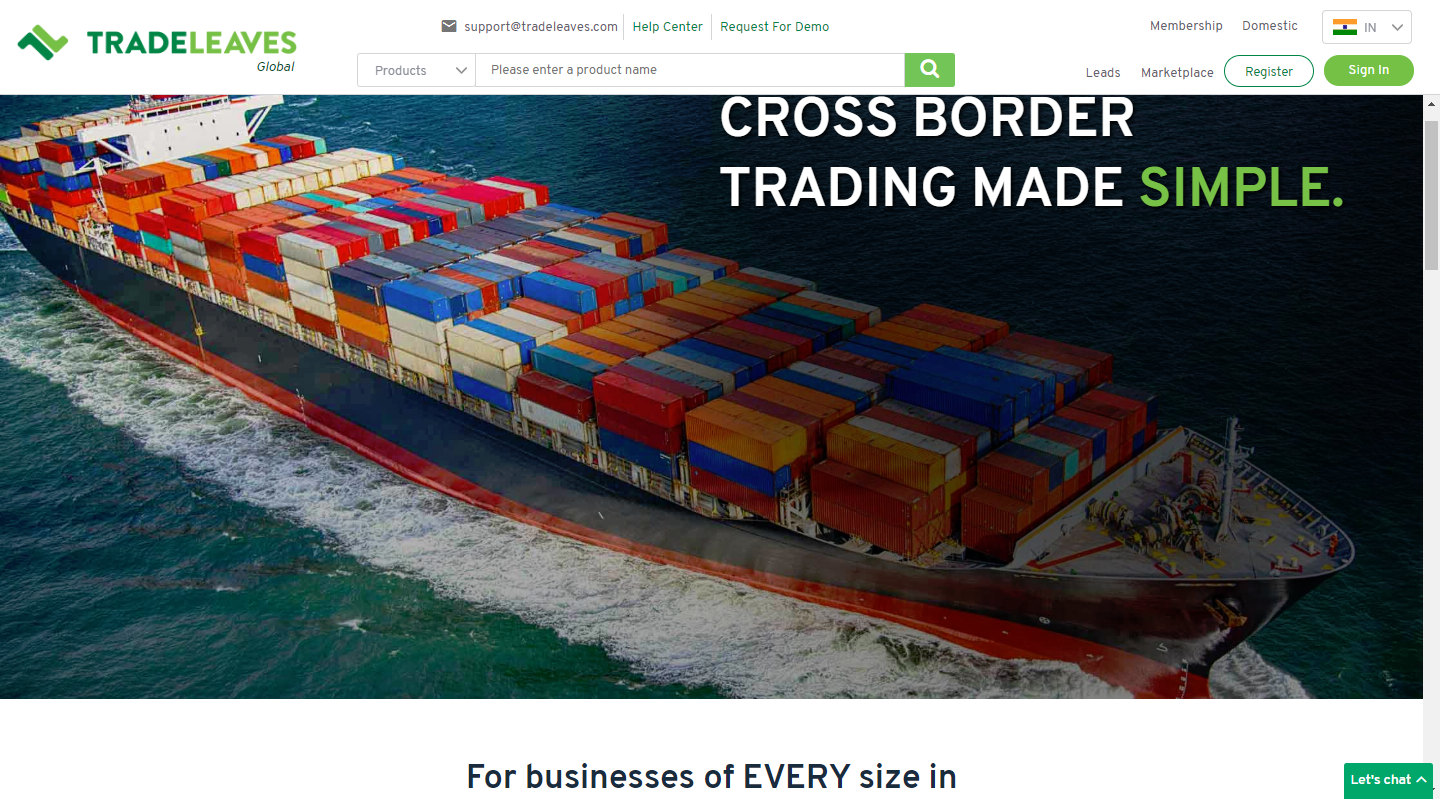 support@tradeleaves.com Help Center Request For Demo
Membership Domestic IN
TRADELEAVES
Global
Products Please enter a product name
Leads Marketplace Register Sign In
CROSS BORDER
TRADING MADE SIMPLE.
For businesses of EVERY size in
Let's chat